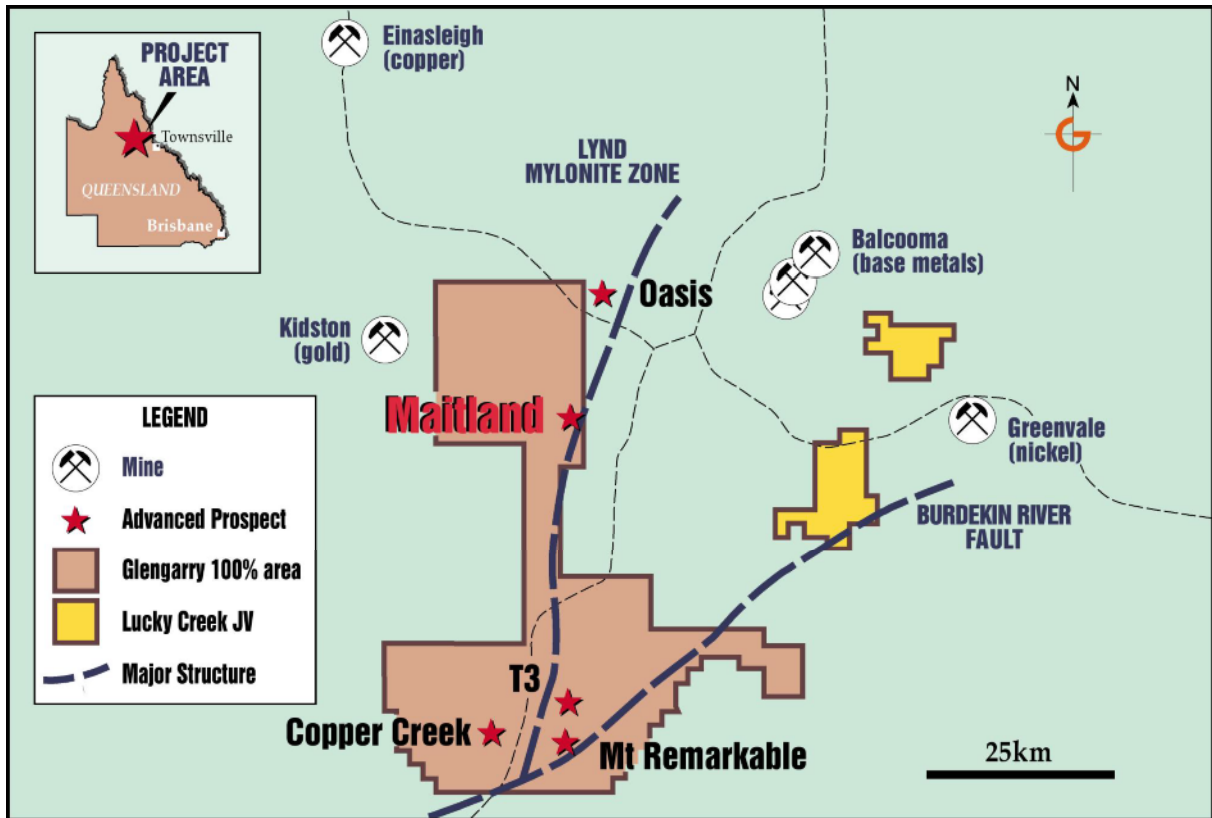 PROJECT
AREA
Townsville
QUEENSLAND
Brisbane
Einasleigh
(copper)
N
G
LYND
MYLONITE ZONE
Balcooma
(base metals)
Oasis
Kidston
(gold)
Maitland
Greenvale
(nickel)
BURDEKIN RIVER
FAULT
LEGEND
Mine
Advanced Prospect
Glengarry 100% area
Lucky Creek JV
Major Structure
T3
Copper Creek
Mt Remarkable
25km